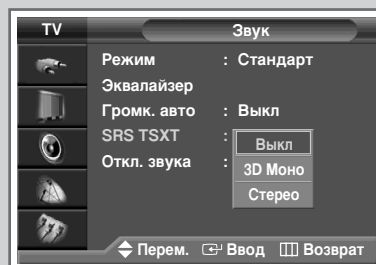 TV Звук
Режим : Стандарт
Эквалайзер
Громк. авто : Выкл
SRS TSXT :
Выкл
Откл. звука :
3D Моно
Стерео
Перем. Ввод Возврат